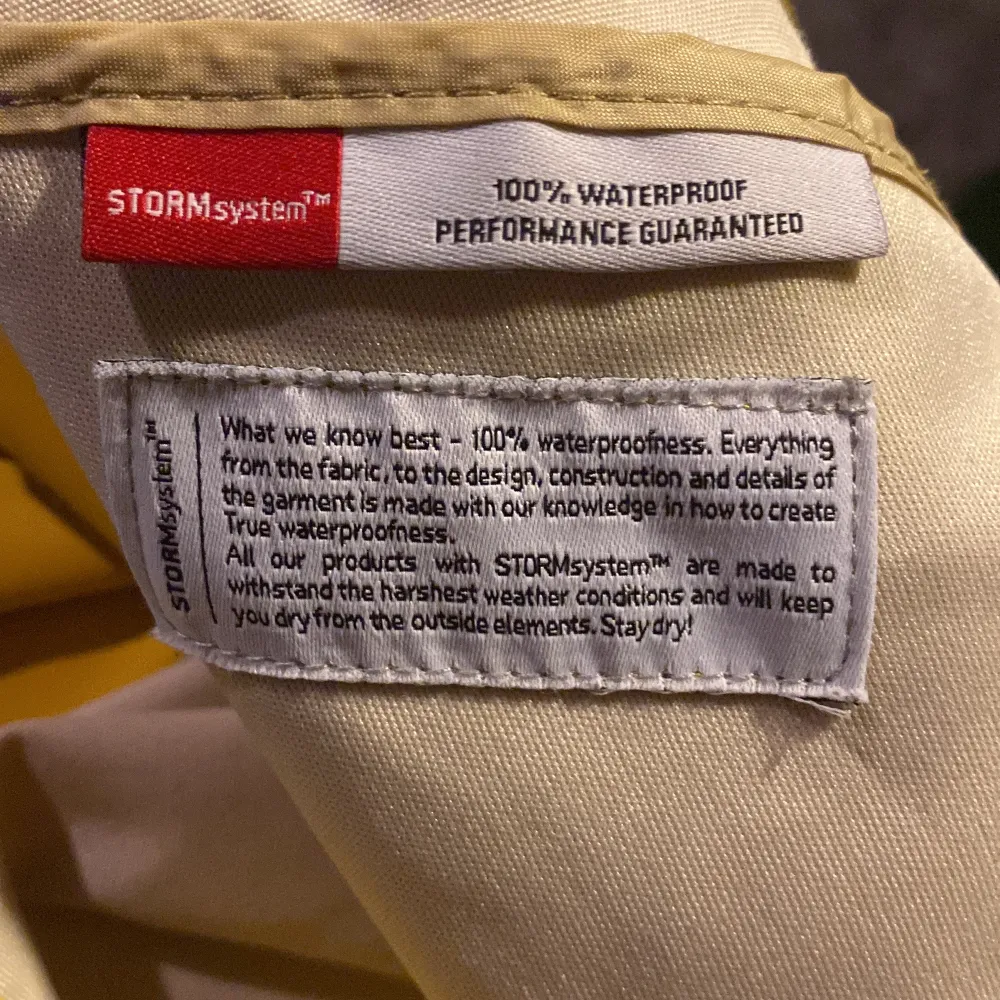 STORMsystem™
100% WATERPROOF
PERFORMANCE GUARANTEED
STORMsystem™
What we know best - 100% waterproofness. Everything
from the fabric, to the design, construction and details of
the garment is made with our knowledge in how to create
True waterproofness.
All our products with STORMsystem™ are made to
withstand the harshest weather conditions and will keep
you dry from the outside elements. Stay dry!